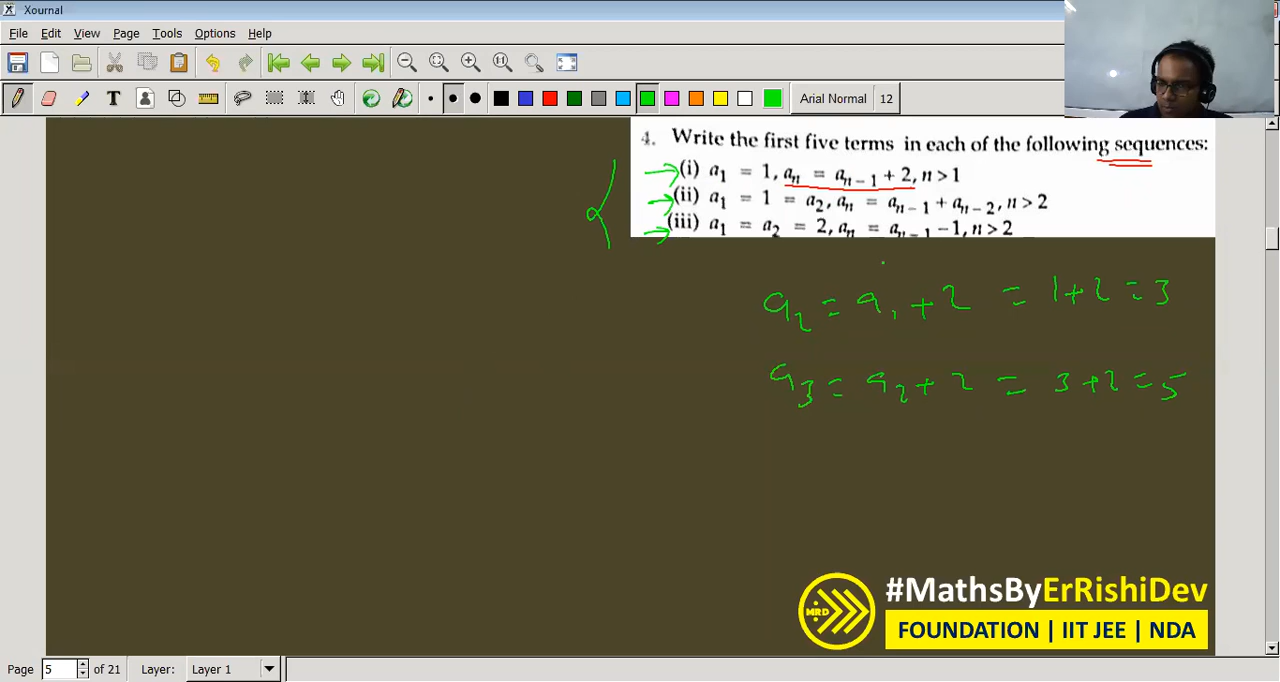 Xournal
File Edit View Page Tools Options Help
Arial Normal 12
4. Write the first five terms in each of the following sequences:
(i) a₁ = 1, aₙ = aₙ₋₁ + 2, n > 1
(ii) a₁ = 1 = a₂, aₙ = aₙ₋₁ + aₙ₋₂, n > 2
(iii) a₁ = a₂ = 2, aₙ = aₙ₋₁ − 1, n > 2
a₂ = a₁ + 2 = 1 + 2 = 3
a₃ = a₂ + 2 = 3 + 2 = 5
MRD
#MathsByErRishiDev
FOUNDATION | IIT JEE | NDA
Page 5 of 21 Layer: Layer 1